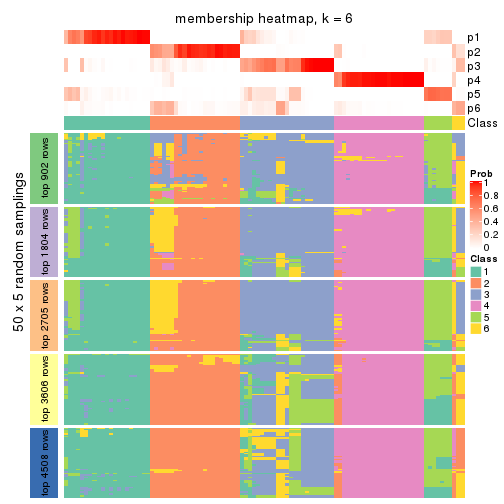 membership heatmap, k = 6
p1
p2
p3
p4
p5
p6
Class
50 x 5 random samplings
top 902 rows
top 1804 rows
top 2705 rows
top 3606 rows
top 4508 rows
Prob
1
0.8
0.6
0.4
0.2
0
Class
1
2
3
4
5
6